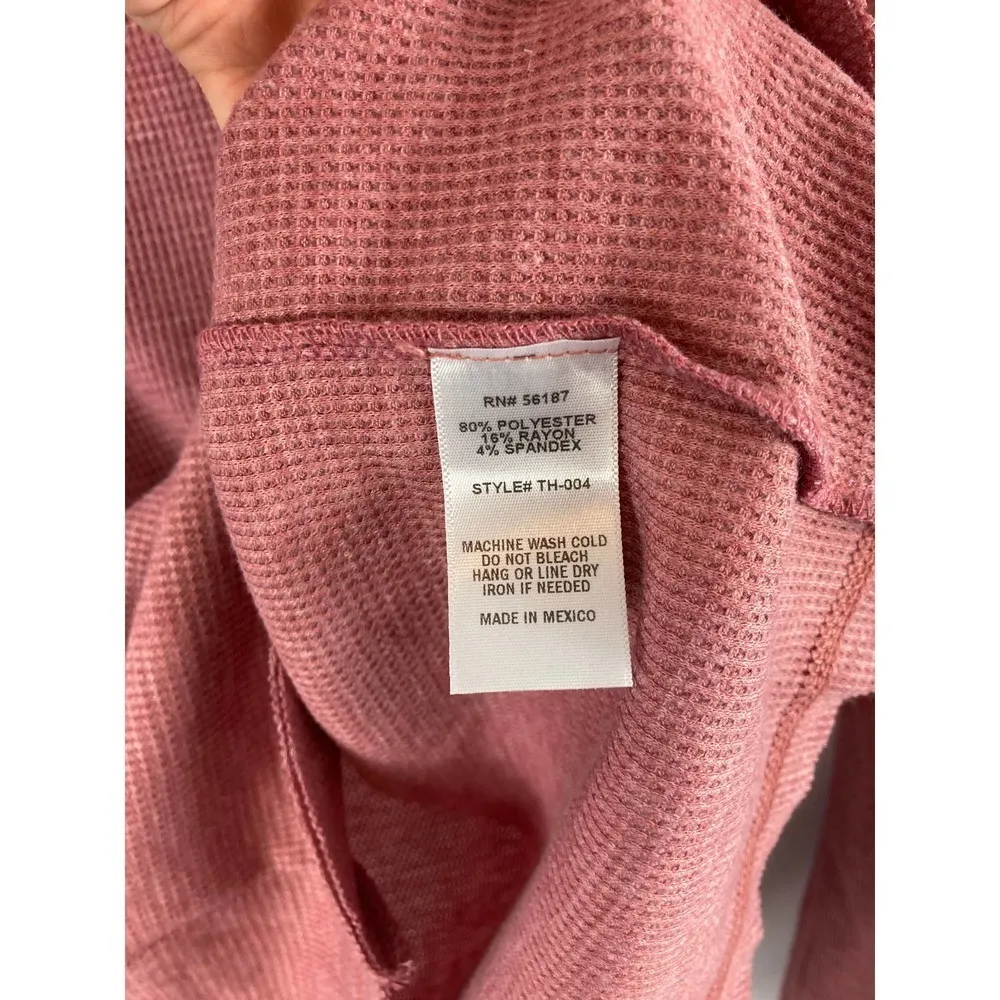 RN# 56187
80% POLYESTER
16% RAYON
4% SPANDEX
STYLE# TH-004
MACHINE WASH COLD
DO NOT BLEACH
HANG OR LINE DRY
IRON IF NEEDED
MADE IN MEXICO